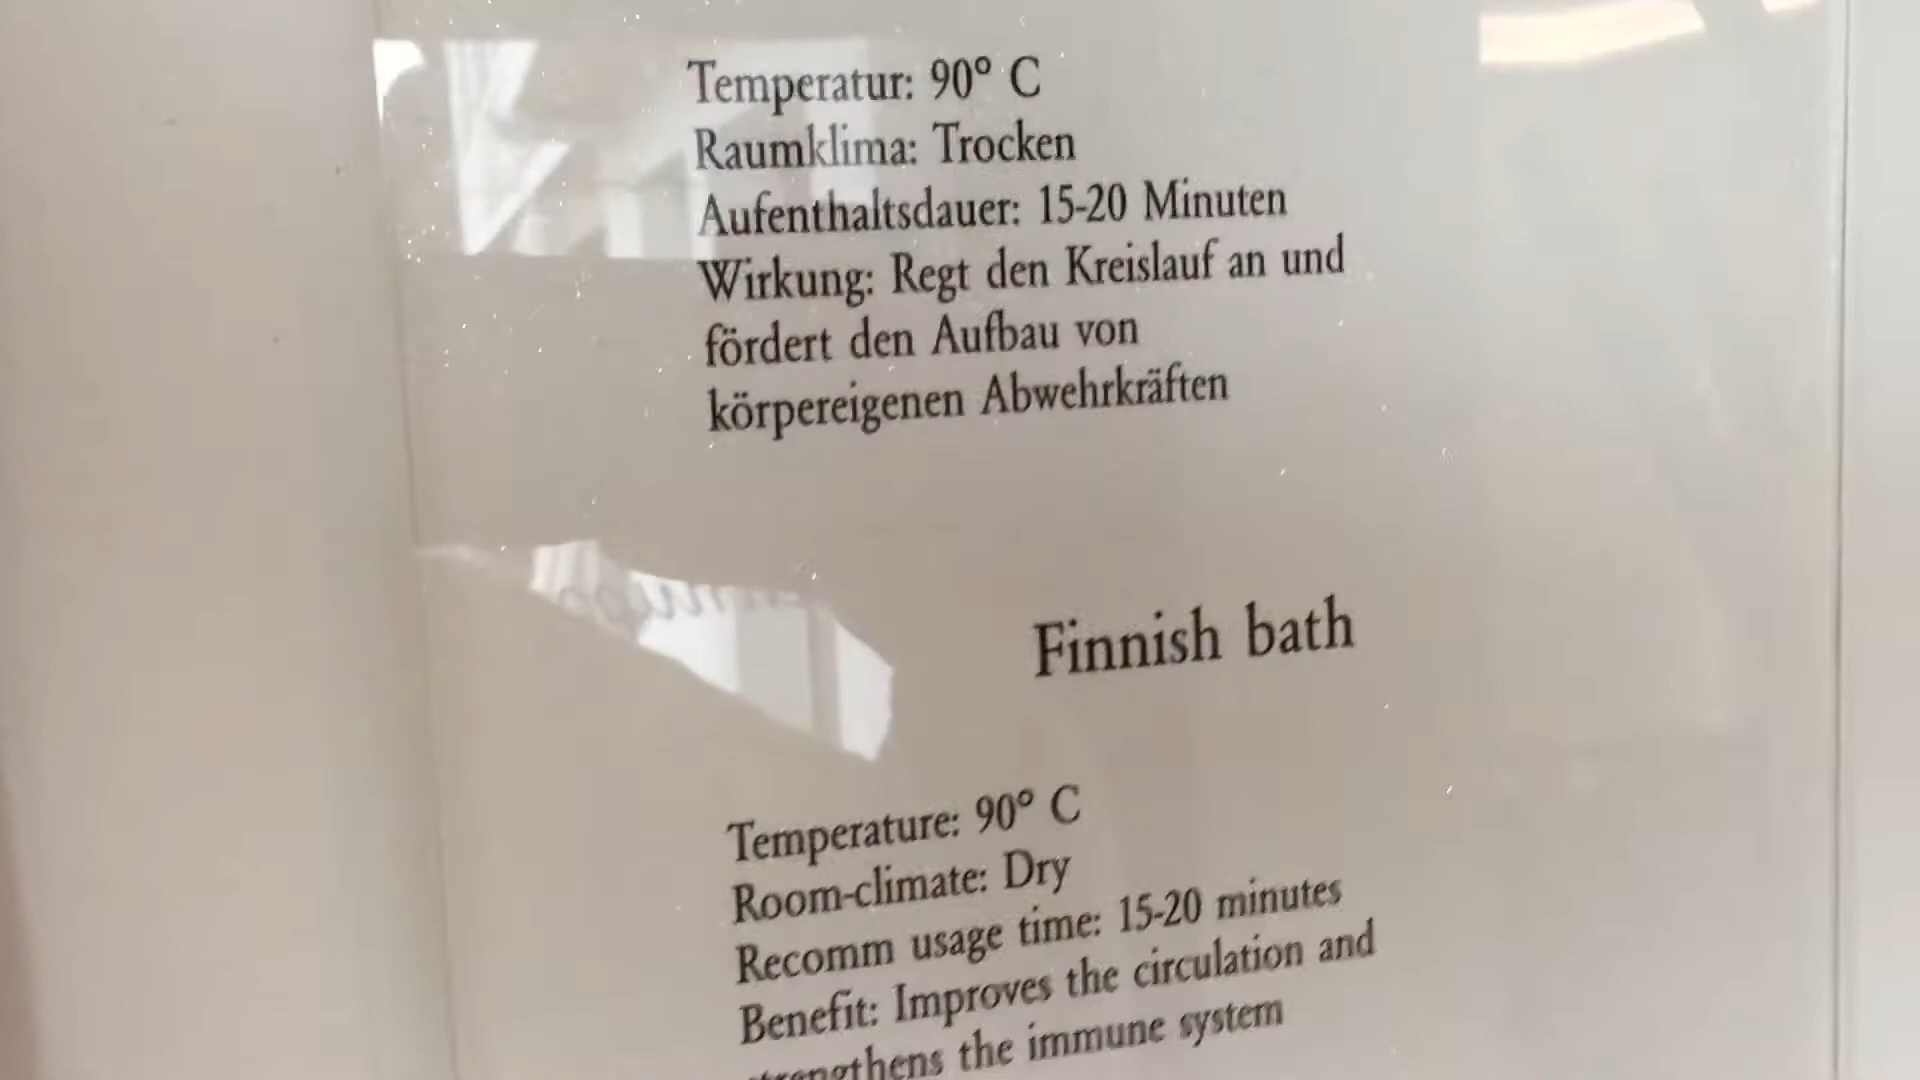 Temperatur: 90° C
Raumklima: Trocken
Aufenthaltsdauer: 15-20 Minuten
Wirkung: Regt den Kreislauf an und
fördert den Aufbau von
körpereigenen Abwehrkräften
Finnish bath
Temperature: 90° C
Room-climate: Dry
Recomm usage time: 15-20 minutes
Benefit: Improves the circulation and
strengthens the immune system